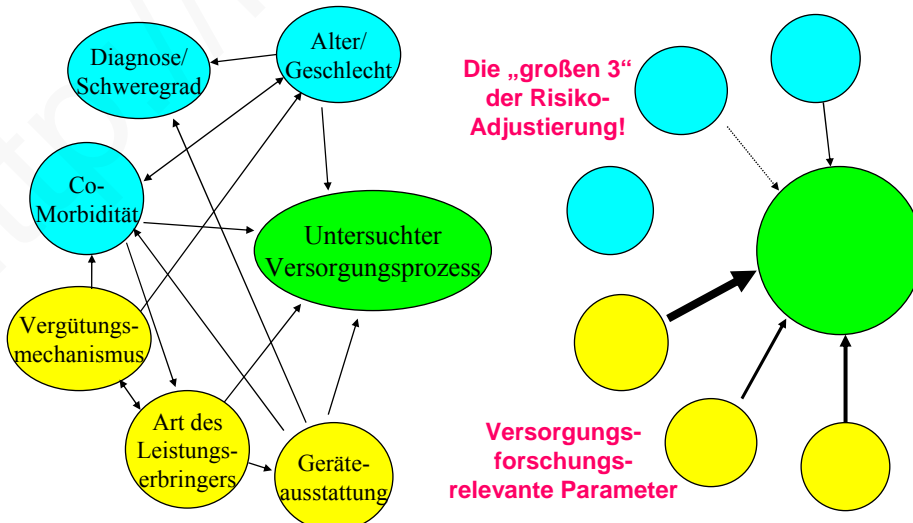 Diagnose/
Schweregrad
Alter/
Geschlecht
Die „großen 3“
der Risiko-
Adjustierung!
Co-
Morbidität
Untersuchter
Versorgungsprozess
Vergütungs-
mechanismus
Art des
Leistungs-
erbringers
Geräte-
ausstattung
Versorgungs-
forschungs-
relevante Parameter